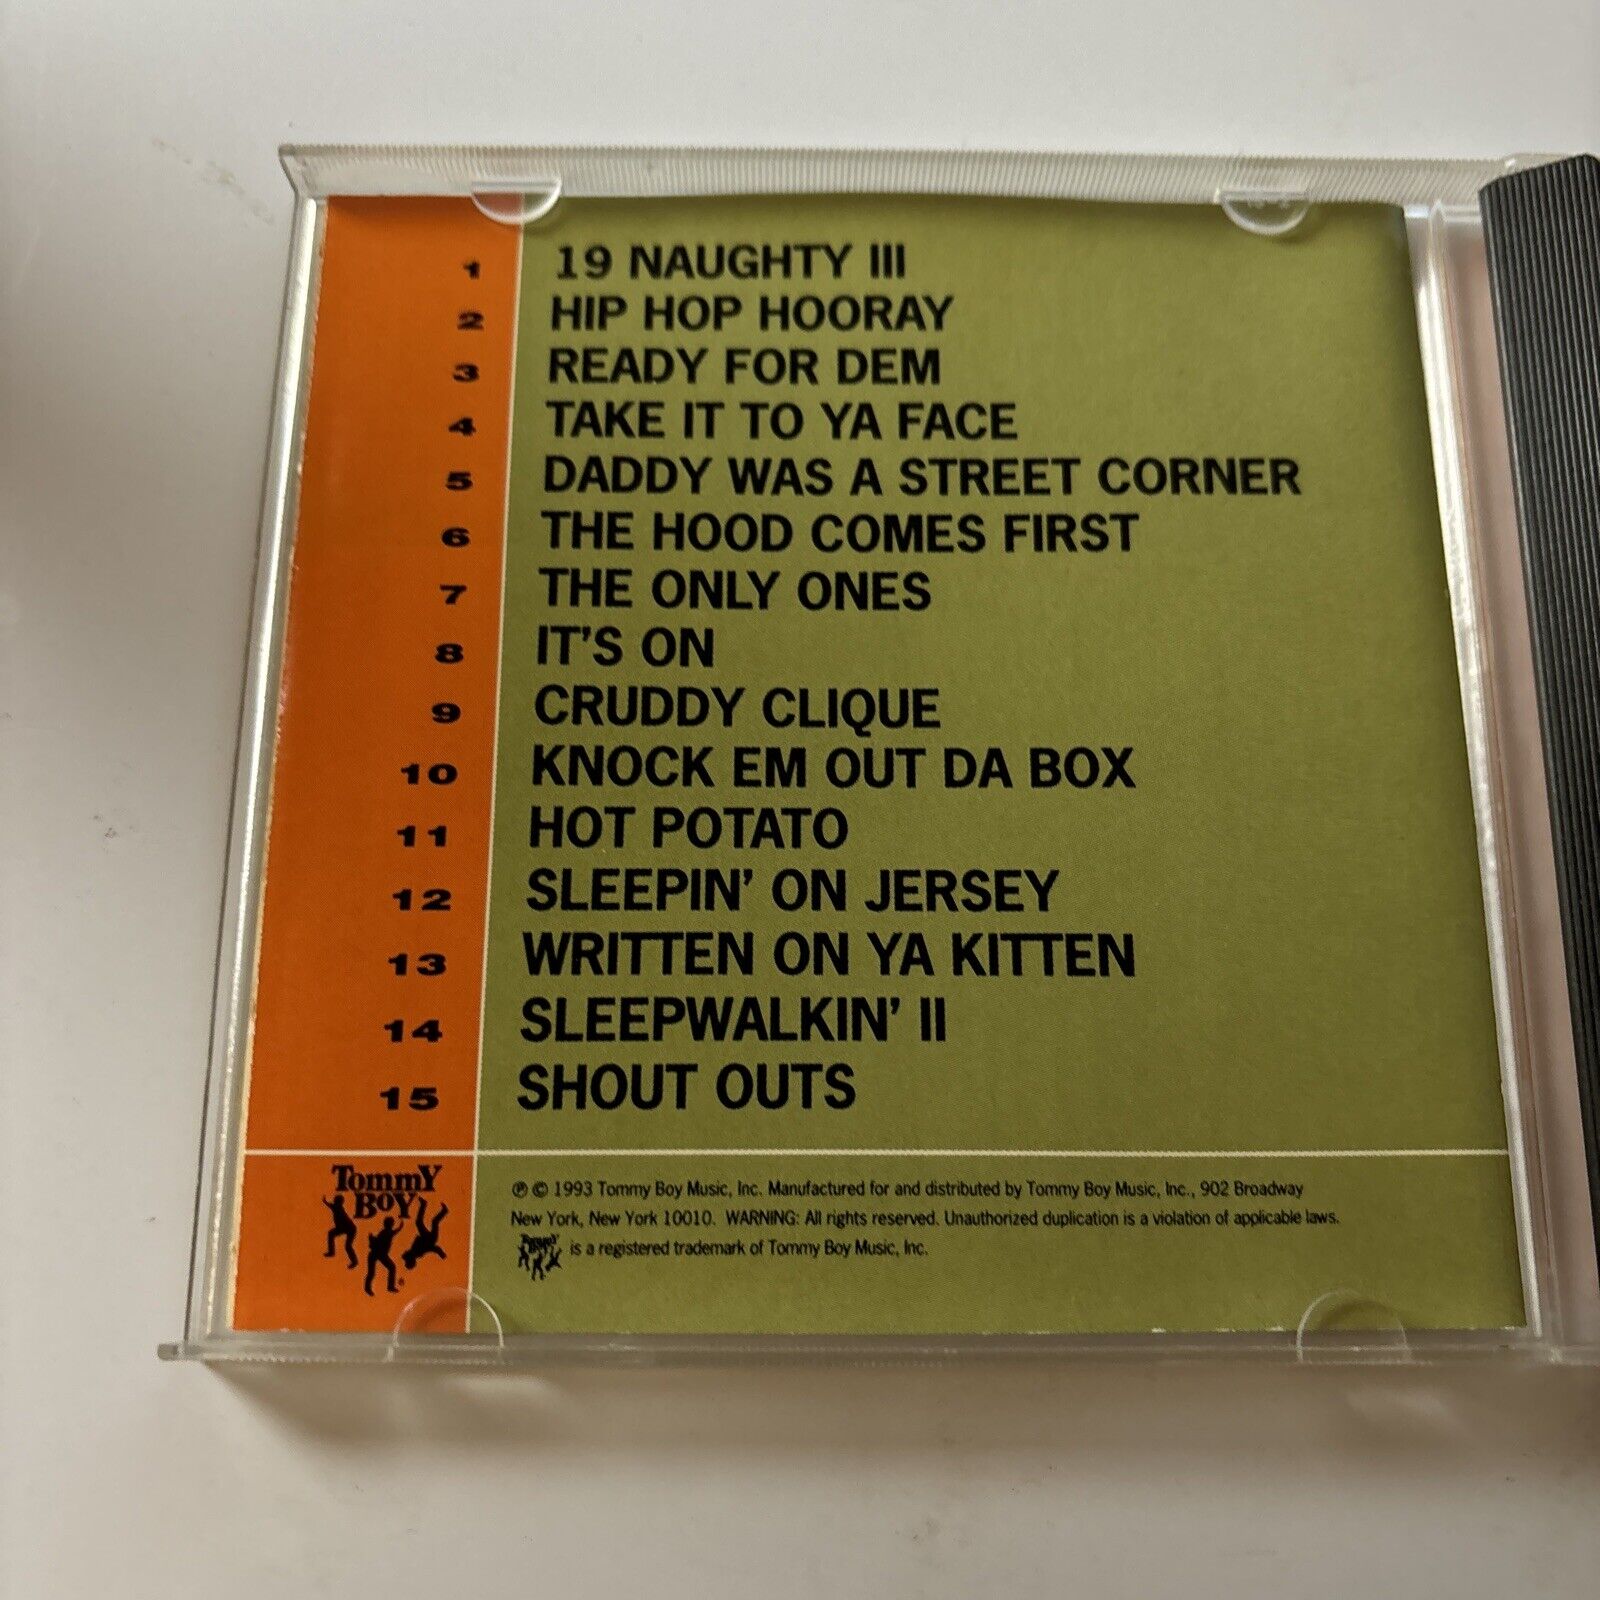 1 19 NAUGHTY III
2 HIP HOP HOORAY
3 READY FOR DEM
4 TAKE IT TO YA FACE
5 DADDY WAS A STREET CORNER
6 THE HOOD COMES FIRST
7 THE ONLY ONES
8 IT'S ON
9 CRUDDY CLIQUE
10 KNOCK EM OUT DA BOX
11 HOT POTATO
12 SLEEPIN' ON JERSEY
13 WRITTEN ON YA KITTEN
14 SLEEPWALKIN' II
15 SHOUT OUTS
TOMMY
BOY
®
℗ © 1993 Tommy Boy Music, Inc. Manufactured for and distributed by Tommy Boy Music, Inc., 902 Broadway
New York, New York 10010. WARNING: All rights reserved. Unauthorized duplication is a violation of applicable laws.
Tommy Boy is a registered trademark of Tommy Boy Music, Inc.